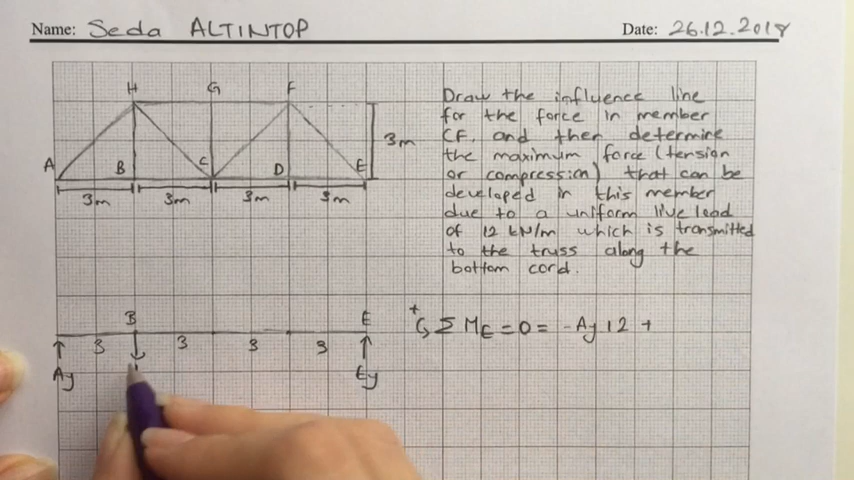 Name: Seda ALTINTOP
Date: 26.12.2018
H G F
A B C D E
3m
3m 3m 3m 3m
Draw the influence line
for the force in member
CF, and then determine
the maximum force (tension
or compression) that can be
developed in this member
due to a uniform live load
of 12 kN/m which is transmitted
to the truss along the
bottom cord.
B E
3 3 3 3
Ay Ey
+ ↺ Σ ME = 0 = -Ay 12 +